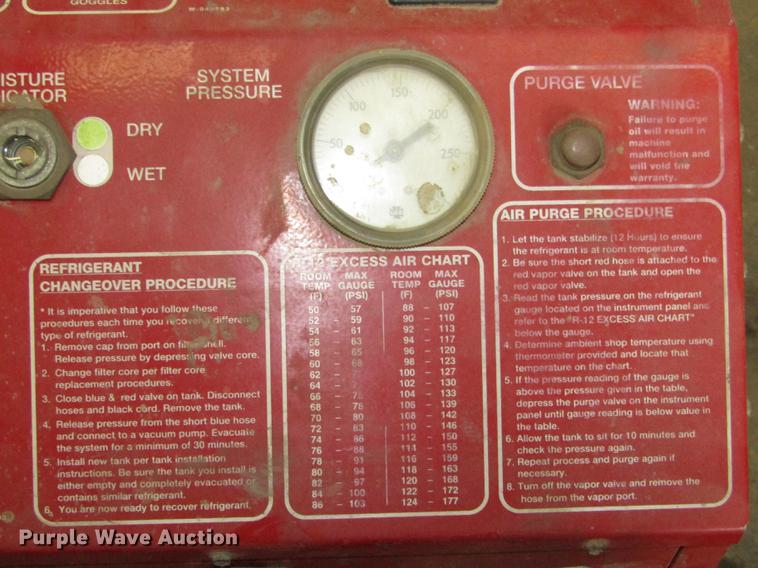 GOGGLES
W-040793
ISTURE
CATOR
DRY
WET
SYSTEM
PRESSURE
50
100
150
200
250
PURGE VALVE
WARNING:
Failure to purge
oil will result in
machine
malfunction and
will void the
warranty.
REFRIGERANT
CHANGEOVER PROCEDURE
* It is imperative that you follow these
procedures each time you recover different
type of refrigerant.
1. Remove cap from port on filter shell.
Release pressure by depressing valve core.
2. Change filter core per filter core
replacement procedures.
3. Close blue & red valve on tank. Disconnect
hoses and black cord. Remove the tank.
4. Release pressure from the short blue hose
and connect to a vacuum pump. Evacuate
the system for a minimum of 30 minutes.
5. Install new tank per tank installation
instructions. Be sure the tank you install is
either empty and completely evacuated or
contains similar refrigerant.
6. You are now ready to recover refrigerant.
EXCESS AIR CHART
ROOM MAX ROOM MAX
TEMP GAUGE TEMP GAUGE
(F) (PSI) (F) (PSI)
50 - 57 88 - 107
52 - 59 90 - 110
54 - 61 92 - 113
56 - 63 94 - 117
58 - 65 96 - 120
60 - 68 98 - 123
62 - 100 - 127
64 - 102 - 130
66 - 104 - 133
68 - 78 106 - 139
70 - 80 108 - 142
72 - 83 110 - 146
74 - 86 112 - 150
76 - 88 114 - 155
78 - 91 116 - 159
80 - 94 118 - 163
82 - 97 120 - 168
84 - 100 122 - 172
86 - 103 124 - 177
AIR PURGE PROCEDURE
1. Let the tank stabilize (12 Hours) to ensure
the refrigerant is at room temperature.
2. Be sure the short red hose is attached to the
red vapor valve on the tank and open the
red vapor valve.
3. Read the tank pressure on the refrigerant
gauge located on the instrument panel and
refer to the "R-12 EXCESS AIR CHART"
below the gauge.
4. Determine ambient shop temperature using
thermometer provided and locate that
temperature on the chart.
5. If the pressure reading of the gauge is
above the pressure given in the table,
depress the purge valve on the instrument
panel until gauge reading is below value in
the table.
6. Allow the tank to sit for 10 minutes and
check the pressure again.
7. Repeat process and purge again if
necessary.
8. Turn off the vapor valve and remove the
hose from the vapor port.
Purple Wave Auction